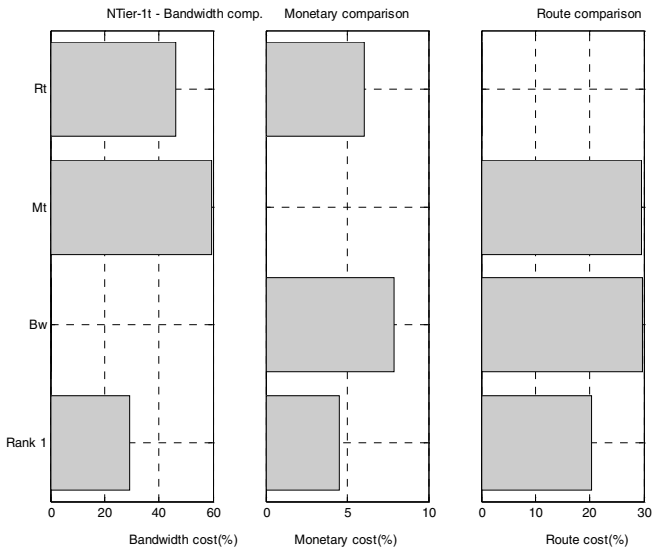 NTier-1t - Bandwidth comp.
Monetary comparison
Route comparison
Rt
Mt
Bw
Rank 1
0 20 40 60
0 5 10
0 10 20 30
Bandwidth cost(%)
Monetary cost(%)
Route cost(%)